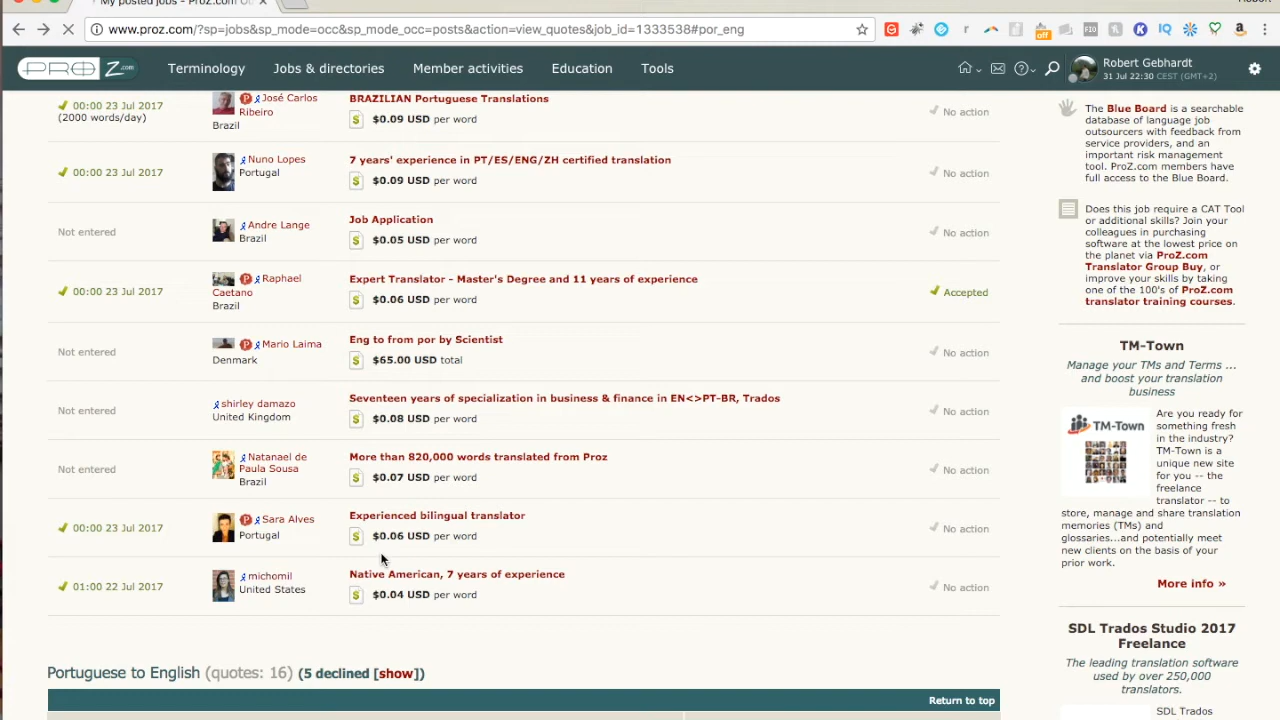 My posted jobs - ProZ.com
www.proz.com/?sp=jobs&sp_mode=occ&sp_mode_occ=posts&action=view_quotes&job_id=1333538#por_eng
off
F10
IQ
PROZ.com
Terminology
Jobs & directories
Member activities
Education
Tools
Robert Gebhardt
31 Jul 22:30 CEST (GMT+2)
00:00 23 Jul 2017
(2000 words/day)
José Carlos
Ribeiro
Brazil
BRAZILIAN Portuguese Translations
$0.09 USD per word
No action
00:00 23 Jul 2017
Nuno Lopes
Portugal
7 years' experience in PT/ES/ENG/ZH certified translation
$0.09 USD per word
No action
Not entered
Andre Lange
Brazil
Job Application
$0.05 USD per word
No action
00:00 23 Jul 2017
Raphael
Caetano
Brazil
Expert Translator - Master's Degree and 11 years of experience
$0.06 USD per word
Accepted
Not entered
Mario Laima
Denmark
Eng to from por by Scientist
$65.00 USD total
No action
Not entered
shirley damazo
United Kingdom
Seventeen years of specialization in business & finance in EN<>PT-BR, Trados
$0.08 USD per word
No action
Not entered
Natanael de
Paula Sousa
Brazil
More than 820,000 words translated from Proz
$0.07 USD per word
No action
00:00 23 Jul 2017
Sara Alves
Portugal
Experienced bilingual translator
$0.06 USD per word
No action
01:00 22 Jul 2017
michomil
United States
Native American, 7 years of experience
$0.04 USD per word
No action
Portuguese to English (quotes: 16) (5 declined [show])
Return to top
The Blue Board is a searchable
database of language job
outsourcers with feedback from
service providers, and an
important risk management
tool. ProZ.com members have
full access to the Blue Board.
Does this job require a CAT Tool
or additional skills? Join your
colleagues in purchasing
software at the lowest price on
the planet via ProZ.com
Translator Group Buy, or
improve your skills by taking
one of the 100's of ProZ.com
translator training courses.
TM-Town
Manage your TMs and Terms ...
and boost your translation
business
TM-Town
Are you ready for
something fresh
in the industry?
TM-Town is a
unique new site
for you -- the
freelance
translator -- to
store, manage and share translation
memories (TMs) and
glossaries...and potentially meet
new clients on the basis of your
prior work.
More info »
SDL Trados Studio 2017
Freelance
The leading translation software
used by over 250,000
translators.
SDL Trados